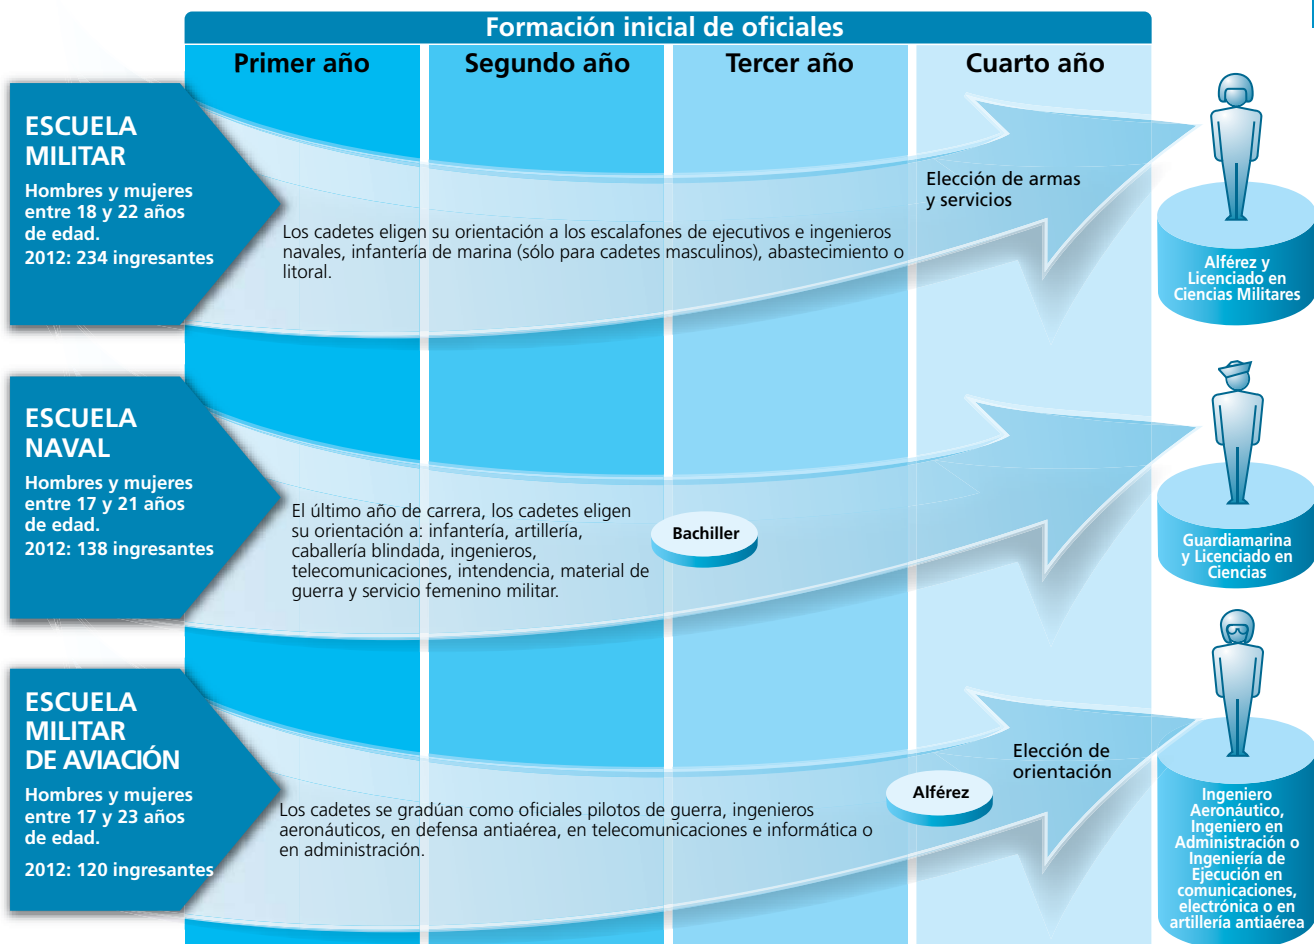 Formación inicial de oficiales
Primer año
Segundo año
Tercer año
Cuarto año
ESCUELA
MILITAR
Hombres y mujeres
entre 18 y 22 años
de edad.
2012: 234 ingresantes
Los cadetes eligen su orientación a los escalafones de ejecutivos e ingenieros
navales, infantería de marina (sólo para cadetes masculinos), abastecimiento o
litoral.
Elección de armas
y servicios
Alférez y
Licenciado en
Ciencias Militares
ESCUELA
NAVAL
Hombres y mujeres
entre 17 y 21 años
de edad.
2012: 138 ingresantes
El último año de carrera, los cadetes eligen
su orientación a: infantería, artillería,
caballería blindada, ingenieros,
telecomunicaciones, intendencia, material de
guerra y servicio femenino militar.
Bachiller
Guardiamarina
y Licenciado en
Ciencias
ESCUELA
MILITAR
DE AVIACIÓN
Hombres y mujeres
entre 17 y 23 años
de edad.
2012: 120 ingresantes
Los cadetes se gradúan como oficiales pilotos de guerra, ingenieros
aeronáuticos, en defensa antiaérea, en telecomunicaciones e informática o
en administración.
Alférez
Elección de
orientación
Ingeniero
Aeronáutico,
Ingeniero en
Administración o
Ingeniería de
Ejecución en
comunicaciones,
electrónica o en
artillería antiaérea